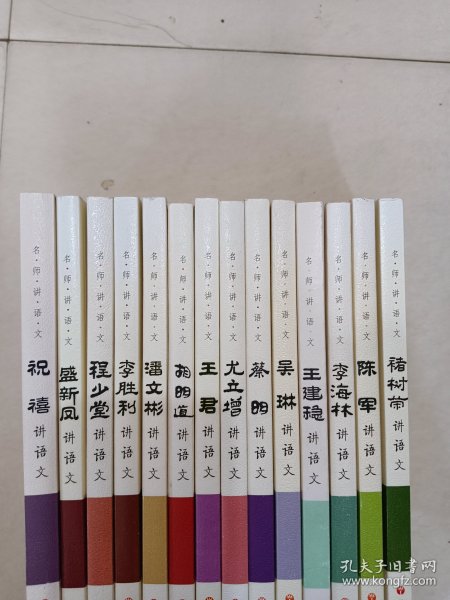 名·师·讲·语·文
祝禧讲语文
名·师·讲·语·文
盛新凤讲语文
名·师·讲·语·文
程少堂讲语文
名·师·讲·语·文
李胜利讲语文
名·师·讲·语·文
潘文彬讲语文
名·师·讲·语·文
胡明道讲语文
名·师·讲·语·文
王君讲语文
名·师·讲·语·文
尤立增讲语文
名·师·讲·语·文
蔡明讲语文
名·师·讲·语·文
吴琳讲语文
名·师·讲·语·文
王建稳讲语文
名·师·讲·语·文
李海林讲语文
名·师·讲·语·文
陈军讲语文
名·师·讲·语·文
褚树荣讲语文
孔夫子旧书网